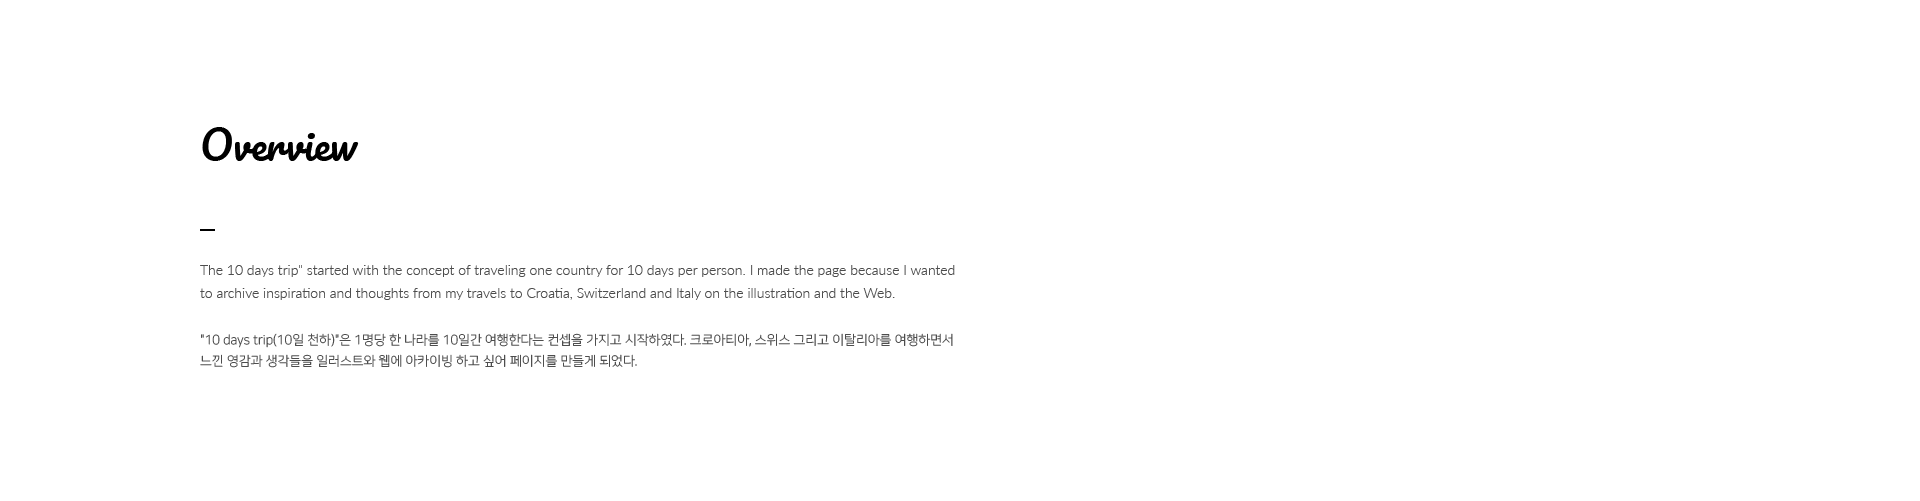 Overview
The 10 days trip" started with the concept of traveling one country for 10 days per person. I made the page because I wanted
to archive inspiration and thoughts from my travels to Croatia, Switzerland and Italy on the illustration and the Web.
"10 days trip(10일 천하)"은 1명당 한 나라를 10일간 여행한다는 컨셉을 가지고 시작하였다. 크로아티아, 스위스 그리고 이탈리아를 여행하면서
느낀 영감과 생각들을 일러스트와 웹에 아카이빙 하고 싶어 페이지를 만들게 되었다.